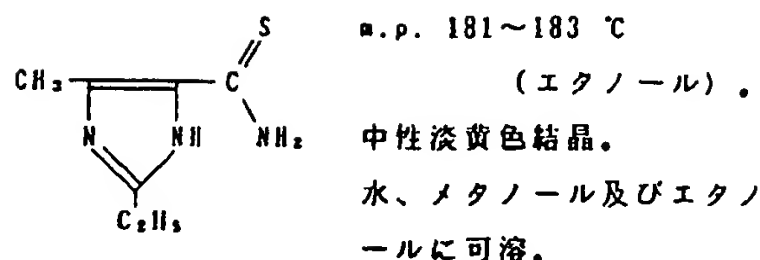 S
m.p. 181～183 ℃
CH₃
C
(エタノール)。
N
NH
NH₂
中性淡黄色結晶。
水、メタノール及びエタノ
C₂H₅
ールに可溶。